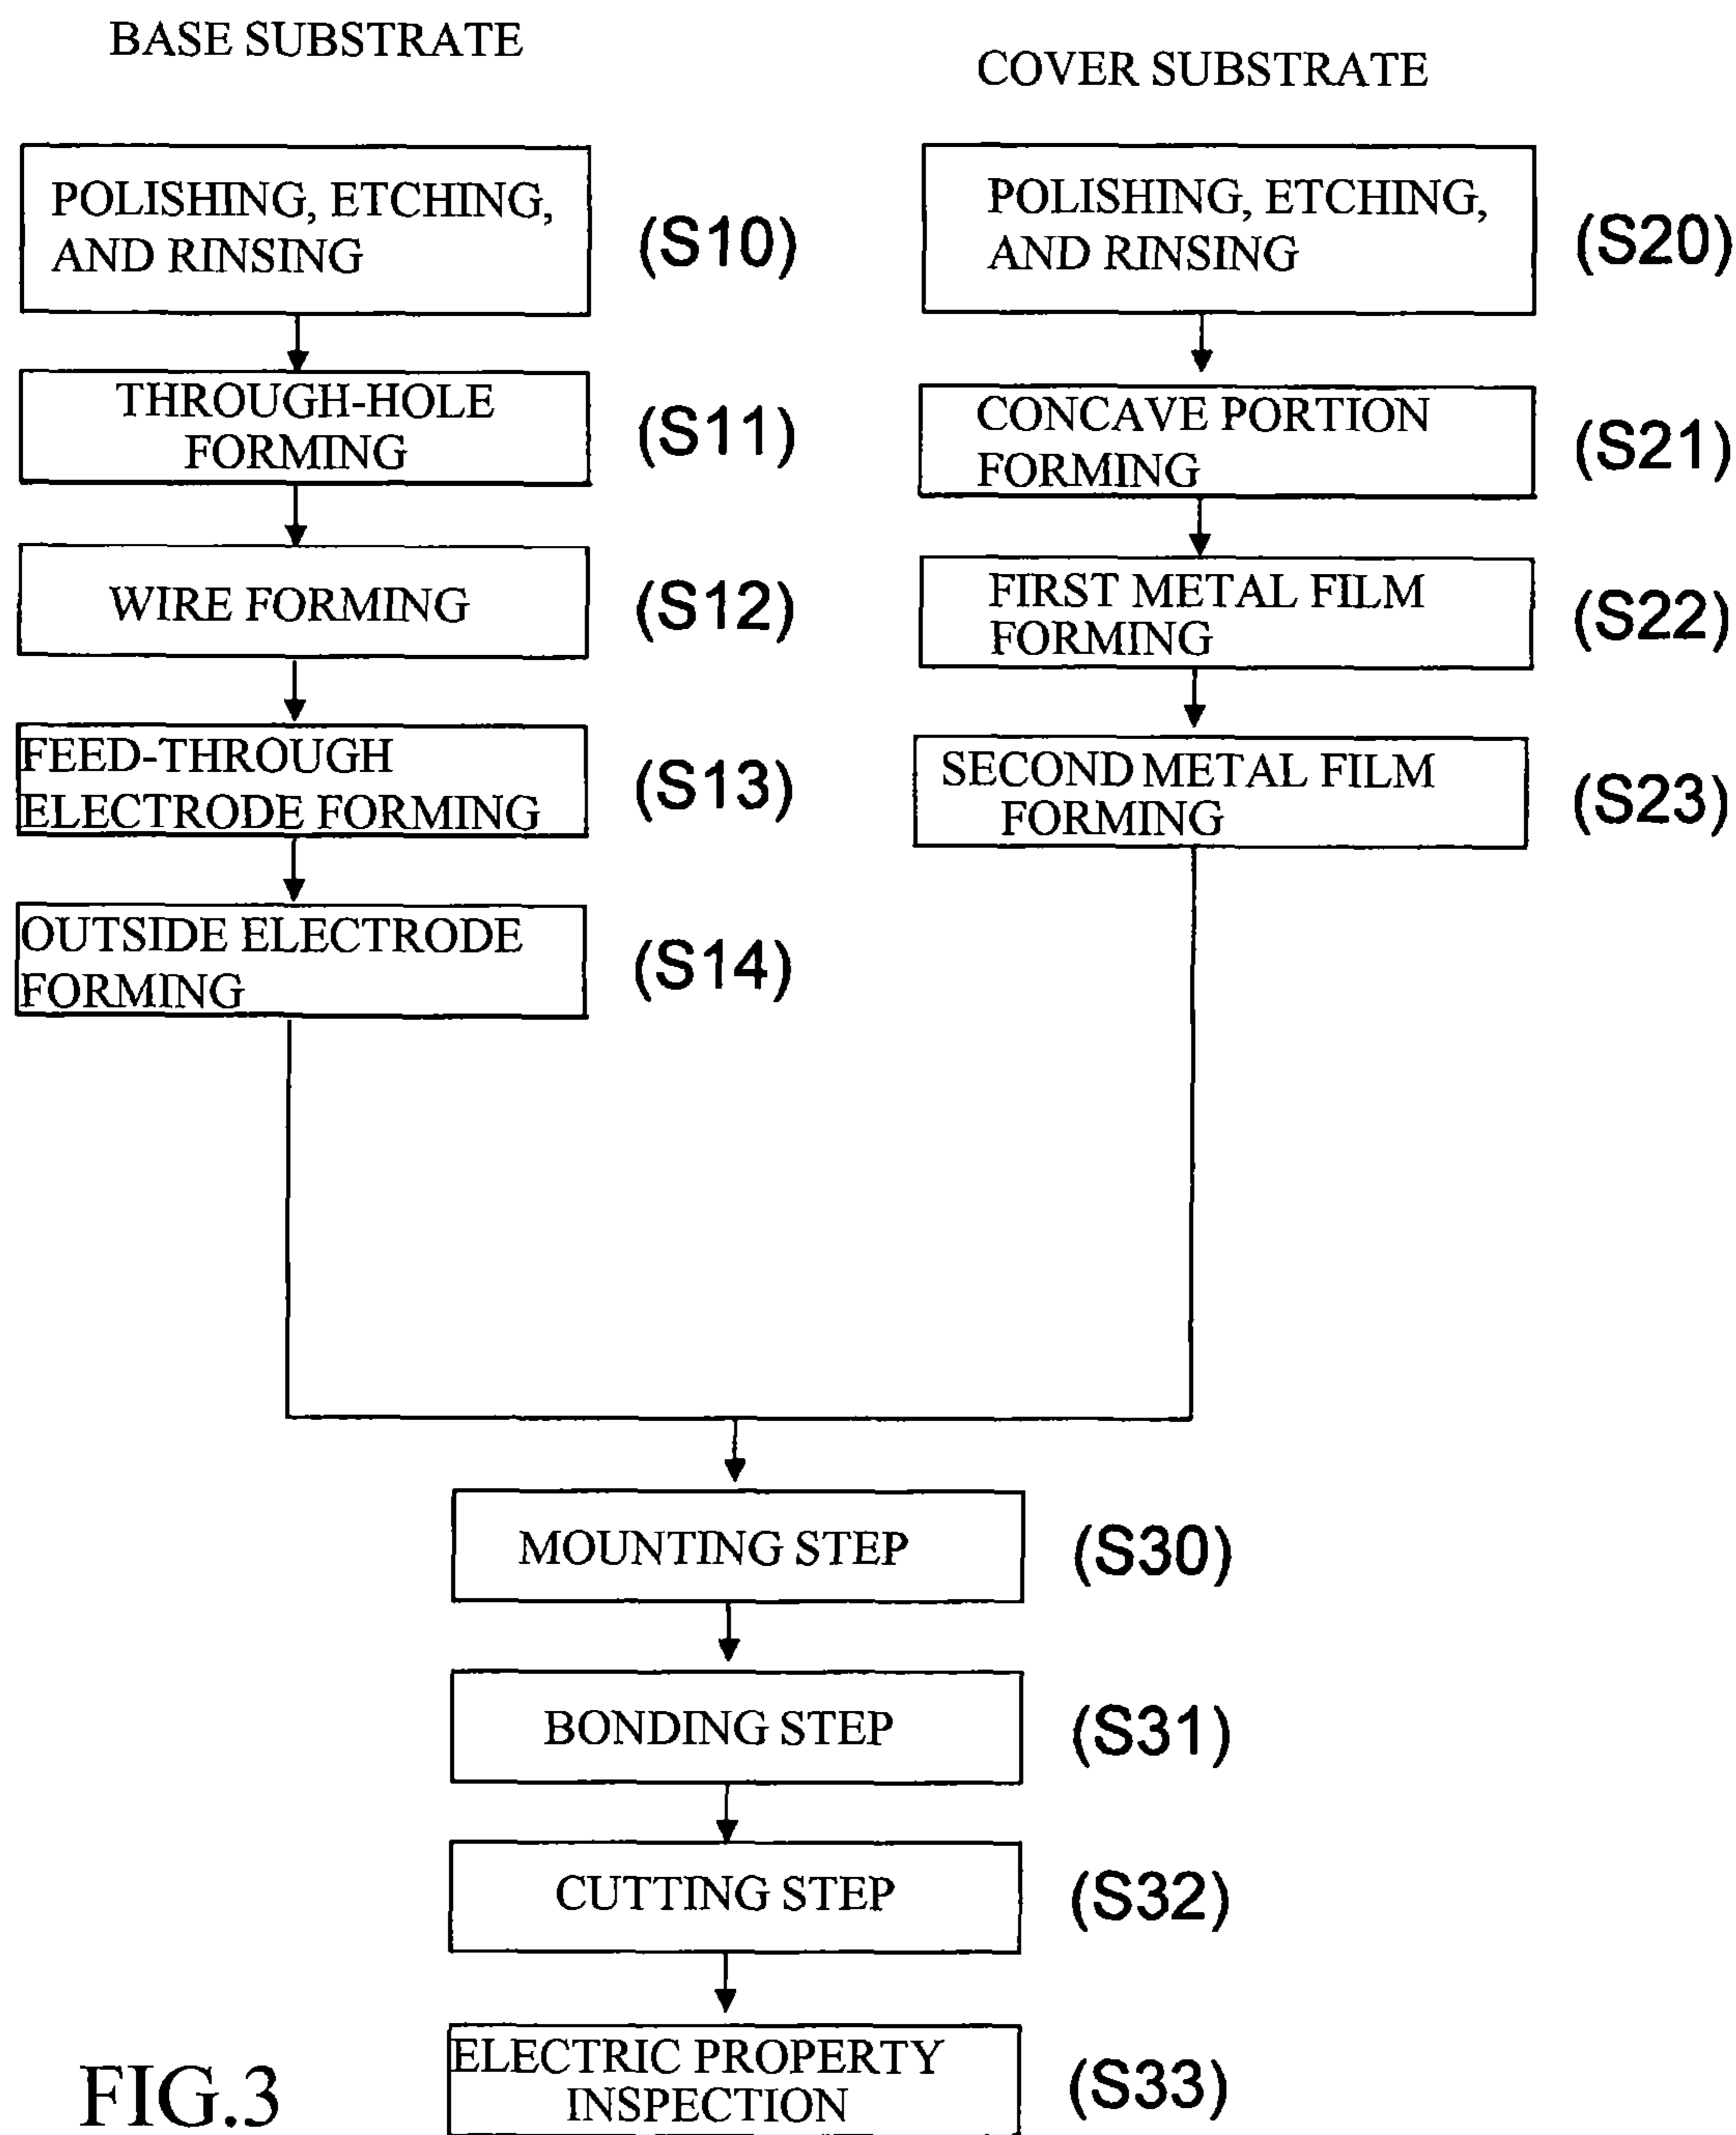 BASE SUBSTRATE
POLISHING, ETCHING,
AND RINSING
(S10)
THROUGH-HOLE
FORMING
(S11)
WIRE FORMING
(S12)
FEED-THROUGH
ELECTRODE FORMING
(S13)
OUTSIDE ELECTRODE
FORMING
(S14)
COVER SUBSTRATE
POLISHING, ETCHING,
AND RINSING
(S20)
CONCAVE PORTION
FORMING
(S21)
FIRST METAL FILM
FORMING
(S22)
SECOND METAL FILM
FORMING
(S23)
MOUNTING STEP
(S30)
BONDING STEP
(S31)
CUTTING STEP
(S32)
ELECTRIC PROPERTY
INSPECTION
(S33)
FIG.3